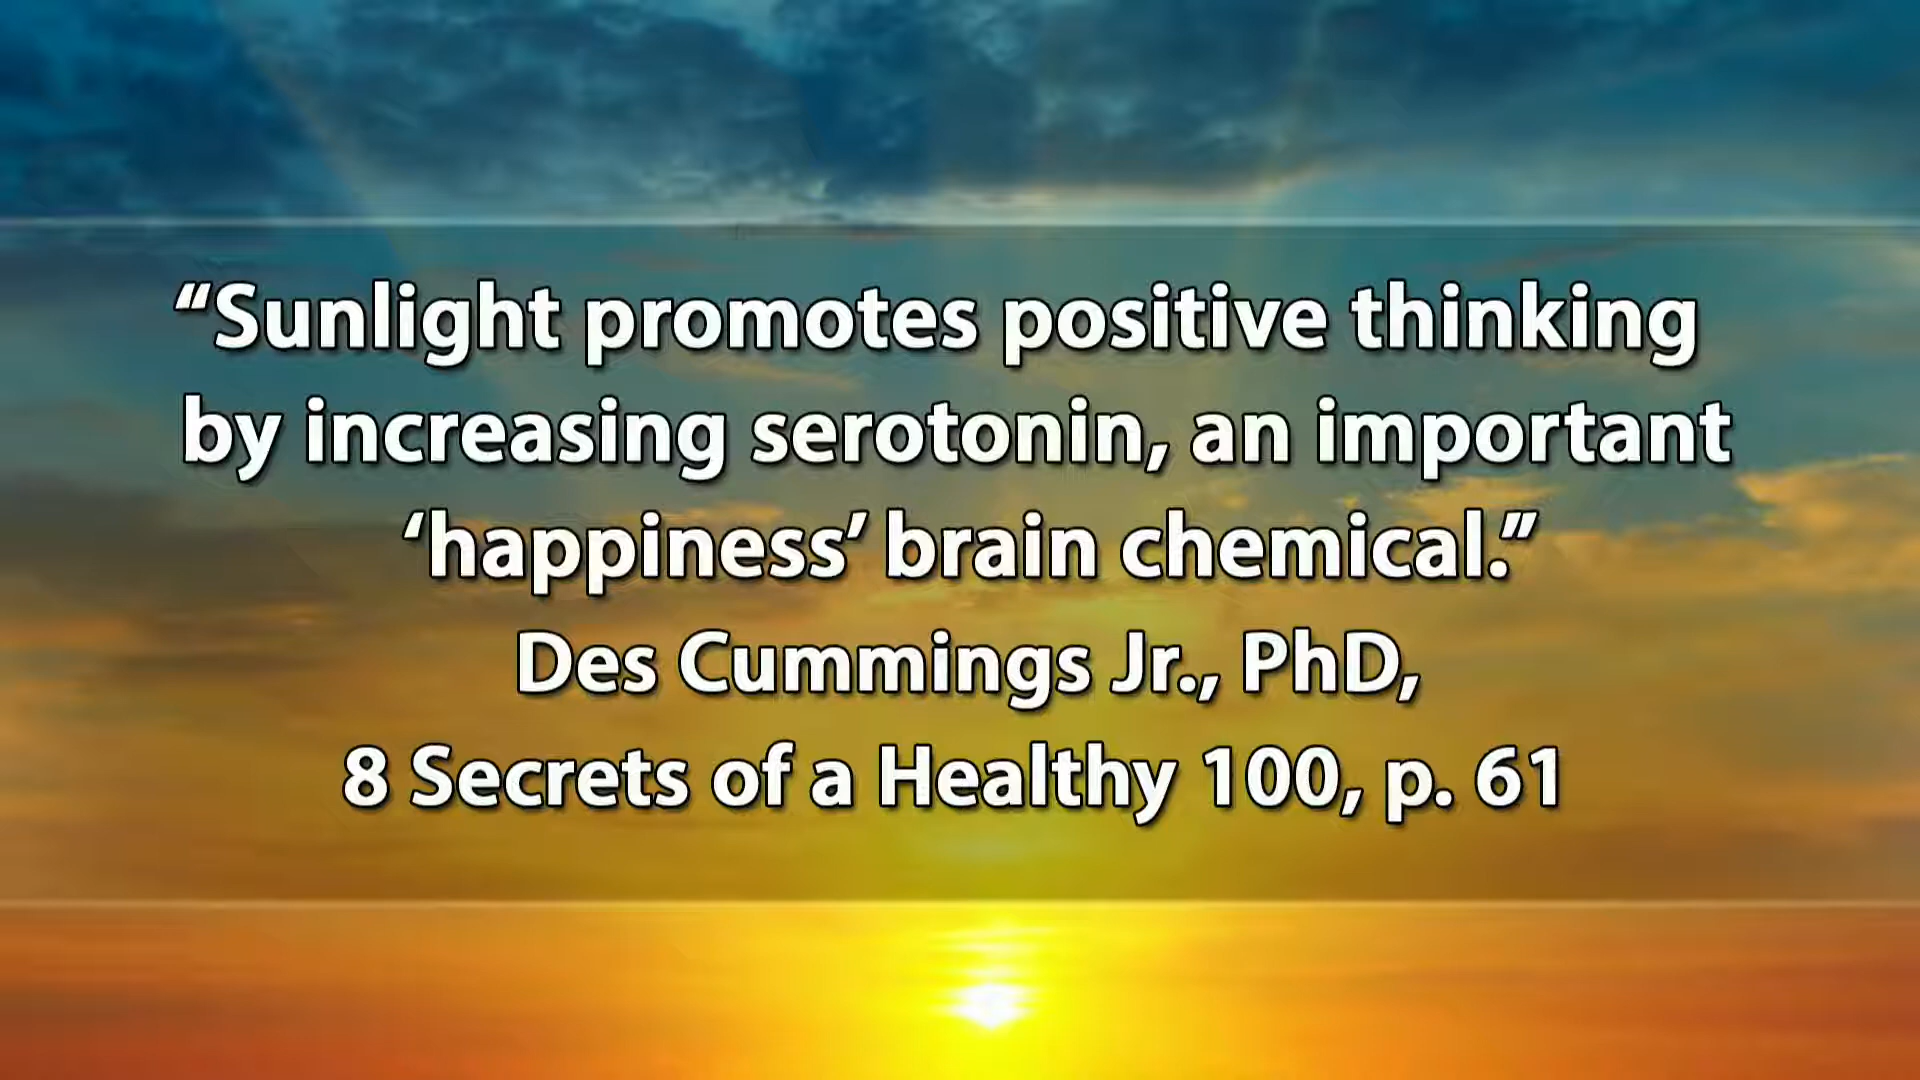 “Sunlight promotes positive thinking
by increasing serotonin, an important
‘happiness’ brain chemical.”
Des Cummings Jr., PhD,
8 Secrets of a Healthy 100, p. 61